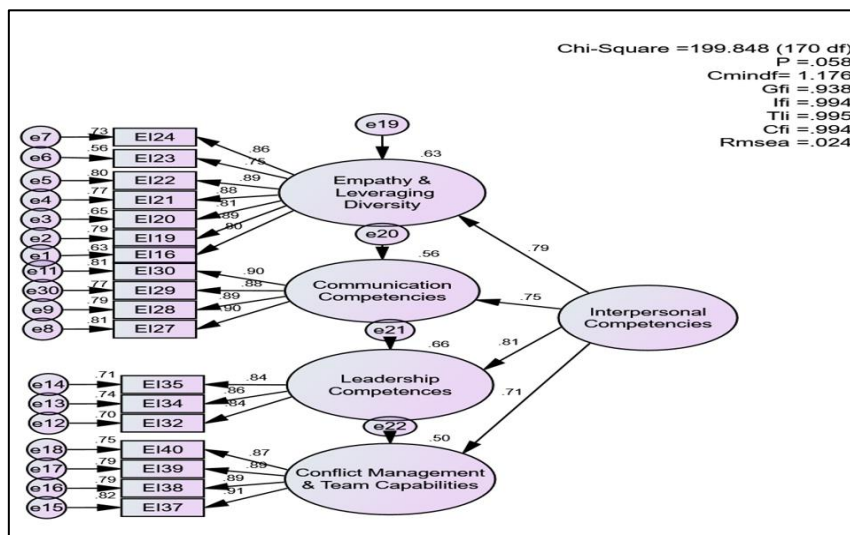 Chi-Square =199.848 (170 df)
P =.058
Cmindf= 1.176
Gfi =.938
Ifi =.994
Tli =.995
Cfi =.994
Rmsea =.024
e19
.63
Empathy &
Leveraging
Diversity
e7 .73 EI24 .86
e6 .56 EI23 .75
e5 .80 EI22 .89
e4 .77 EI21 .88
e3 .65 EI20 .81
e2 .79 EI19 .89
e1 .63 EI16 .80
e20
.56
Communication
Competencies
e11 .81 EI30 .90
e30 .77 EI29 .88
e9 .79 EI28 .89
e8 .81 EI27 .90
e21
.66
Leadership
Competences
e14 .71 EI35 .84
e13 .74 EI34 .86
e12 .70 EI32 .84
e22
.50
Conflict Management
& Team Capabilities
e18 .75 EI40 .87
e17 .79 EI39 .89
e16 .79 EI38 .89
e15 .82 EI37 .91
.79
.75
.81
.71
Interpersonal
Competencies